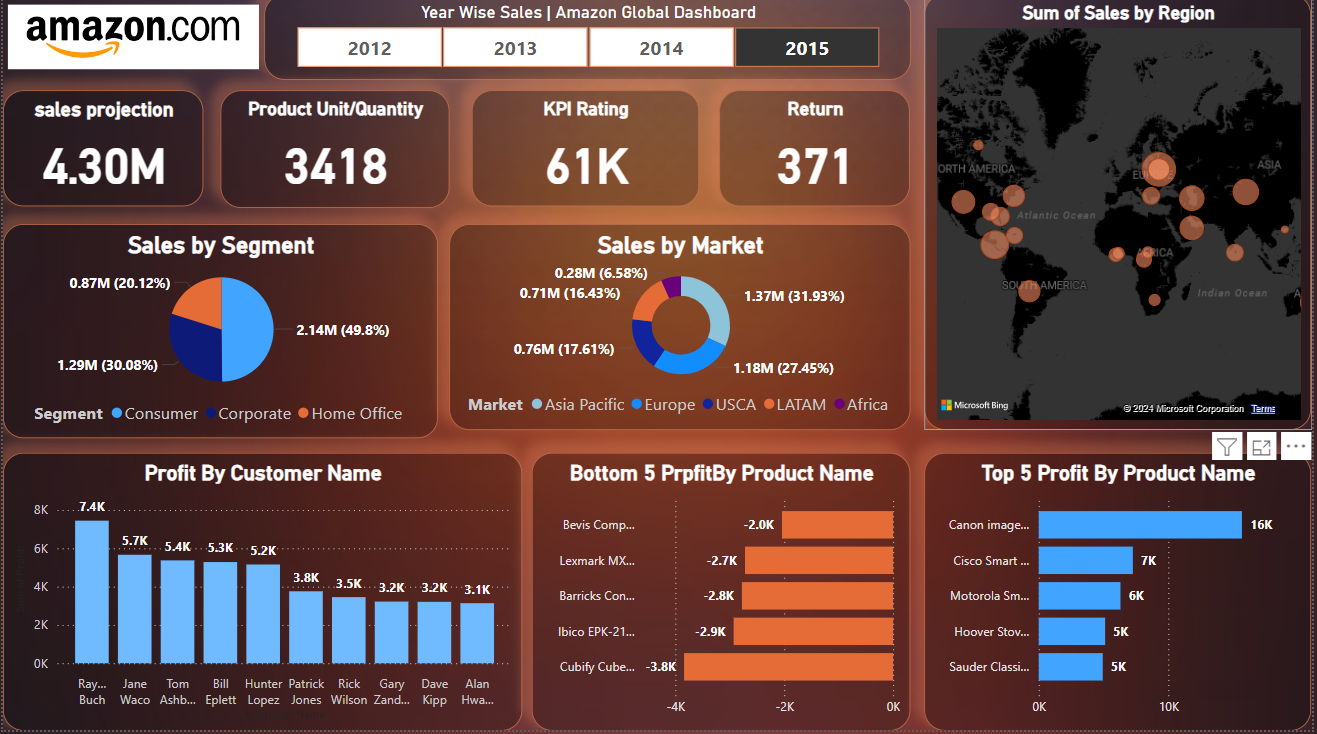 amazon.com
Year Wise Sales | Amazon Global Dashboard
2012 2013 2014 2015
sales projection
4.30M
Product Unit/Quantity
3418
KPI Rating
61K
Return
371
Sum of Sales by Region
ORTH AMERICA
EU
ASIA
Atlantic Ocean
AFRICA
SOUTH AMERICA
Indian Ocean
A
Microsoft Bing
© 2024 Microsoft Corporation Terms
Sales by Segment
0.87M (20.12%)
2.14M (49.8%)
1.29M (30.08%)
Segment Consumer Corporate Home Office
Sales by Market
0.28M (6.58%)
0.71M (16.43%)
1.37M (31.93%)
0.76M (17.61%)
1.18M (27.45%)
Market Asia Pacific Europe USCA LATAM Africa
Profit By Customer Name
8K
6K
4K
2K
0K
7.4K
5.7K
5.4K
5.3K
5.2K
3.8K
3.5K
3.2K
3.2K
3.1K
Ray... Buch
Jane Waco
Tom Ashb...
Bill Eplett
Hunter Lopez
Patrick Jones
Rick Wilson
Gary Zand...
Dave Kipp
Alan Hwa...
Bottom 5 PrpfitBy Product Name
Bevis Comp... -2.0K
Lexmark MX... -2.7K
Barricks Con... -2.8K
Ibico EPK-21... -2.9K
Cubify Cube... -3.8K
-4K -2K 0K
Top 5 Profit By Product Name
Canon image... 16K
Cisco Smart ... 7K
Motorola Sm... 6K
Hoover Stov... 5K
Sauder Classi... 5K
0K 10K